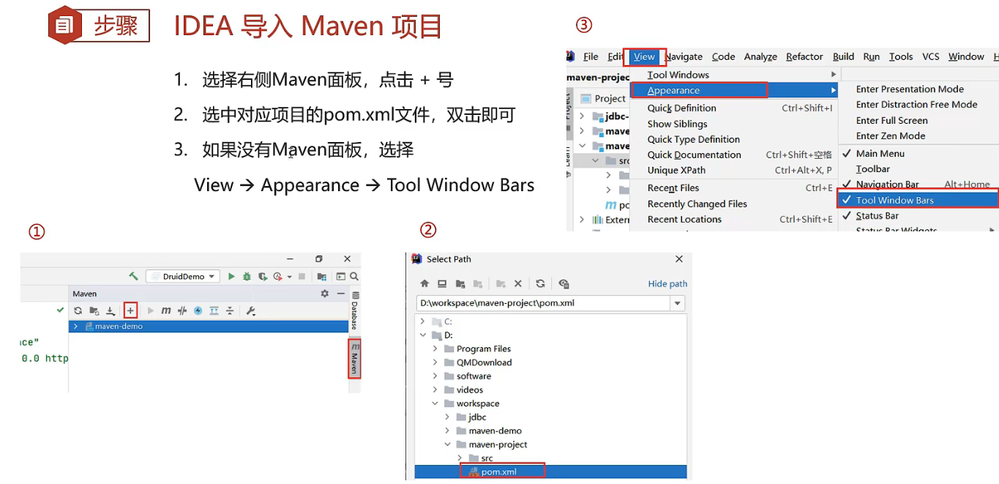 步骤
IDEA 导入 Maven 项目
1. 选择右侧Maven面板，点击 + 号
2. 选中对应项目的pom.xml文件，双击即可
3. 如果没有Maven面板，选择
View → Appearance → Tool Window Bars
③
File Edit View Navigate Code Analyze Refactor Build Run Tools VCS Window H
maven-projec
Tool Windows
Appearance
Quick Definition Ctrl+Shift+I
Show Siblings
Quick Type Definition
Quick Documentation Ctrl+Shift+空格
Unique XPath Ctrl+Alt+X, P
Recent Files Ctrl+E
Recently Changed Files
Recent Locations Ctrl+Shift+E
Project
jdbc-
mave
mave
src
po
Extern
Learn
Enter Presentation Mode
Enter Distraction Free Mode
Enter Full Screen
Enter Zen Mode
✓ Main Menu
Toolbar
✓ Navigation Bar Alt+Home
✓ Tool Window Bars
✓ Status Bar
Status Bar Widgets
①
DruidDemo
Maven
maven-demo
Database
m Maven
ace"
0.0 http
②
Select Path
Hide path
D:\workspace\maven-project\pom.xml
C:
D:
Program Files
QMDownload
software
videos
workspace
jdbc
maven-demo
maven-project
src
pom.xml